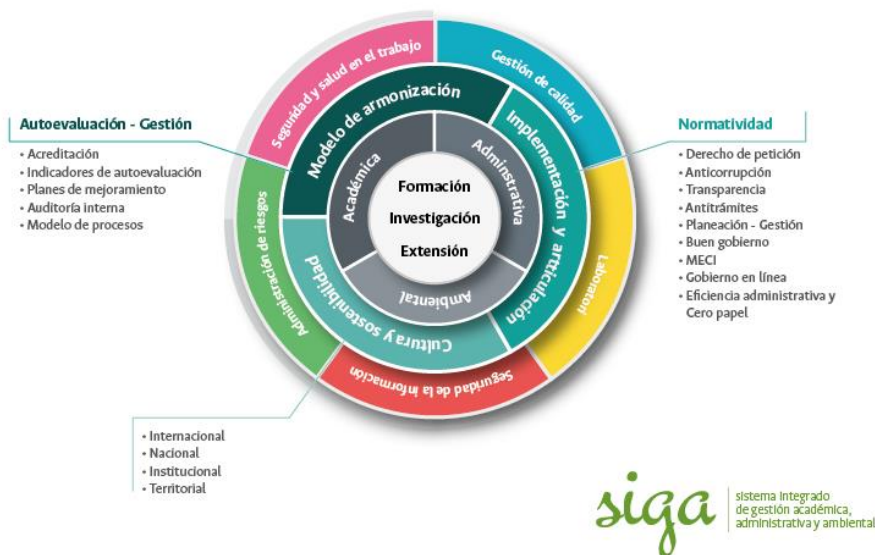 Seguridad y salud en el trabajo
Gestión de calidad
Laboratori
Seguridad de la información
Administración de riesgos
Modelo de armonización
Implementación y articulación
Cultura y sostenibilidad
Académica
Adminstrativa
Ambiental
Formación
Investigación
Extensión
Autoevaluación - Gestión
• Acreditación
• Indicadores de autoevaluación
• Planes de mejoramiento
• Auditoría interna
• Modelo de procesos
Normatividad
• Derecho de petición
• Anticorrupción
• Transparencia
• Antitrámites
• Planeación - Gestión
• Buen gobierno
• MECI
• Gobierno en línea
• Eficiencia administrativa y
Cero papel
• Internacional
• Nacional
• Institucional
• Territorial
siga
sistema integrado
de gestión académica,
administrativa y ambiental